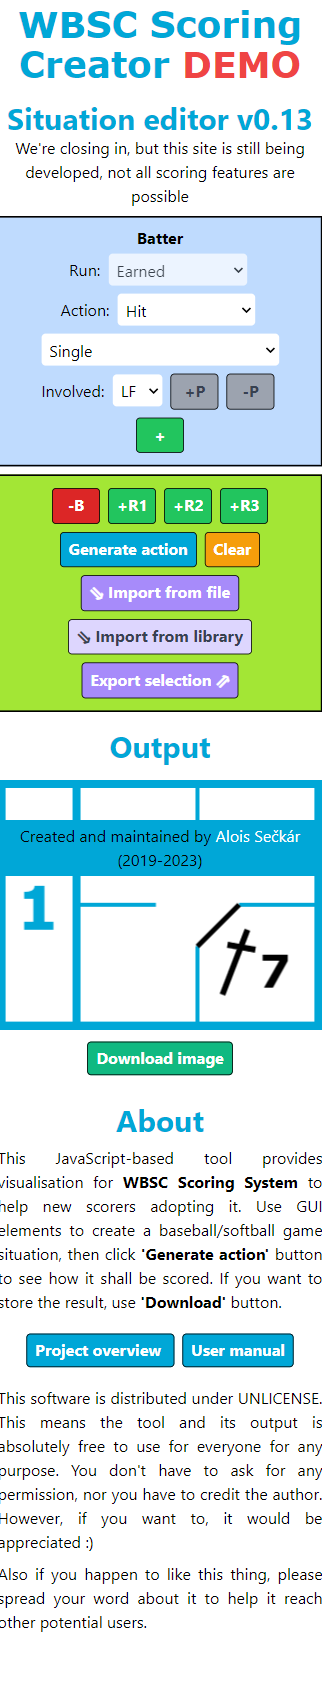 WBSC Scoring
Creator DEMO
Situation editor v0.13
We're closing in, but this site is still being
developed, not all scoring features are
possible
Batter
Run: Earned
Action: Hit
Single
Involved: LF +P -P
+
-B +R1 +R2 +R3
Generate action Clear
⇘ Import from file
⇘ Import from library
Export selection ⇗
Output
Created and maintained by Alois Sečkár
(2019-2023)
1
7
Download image
About
This JavaScript-based tool provides
visualisation for WBSC Scoring System to
help new scorers adopting it. Use GUI
elements to create a baseball/softball game
situation, then click 'Generate action' button
to see how it shall be scored. If you want to
store the result, use 'Download' button.
Project overview User manual
This software is distributed under UNLICENSE.
This means the tool and its output is
absolutely free to use for everyone for any
purpose. You don't have to ask for any
permission, nor you have to credit the author.
However, if you want to, it would be
appreciated :)
Also if you happen to like this thing, please
spread your word about it to help it reach
other potential users.